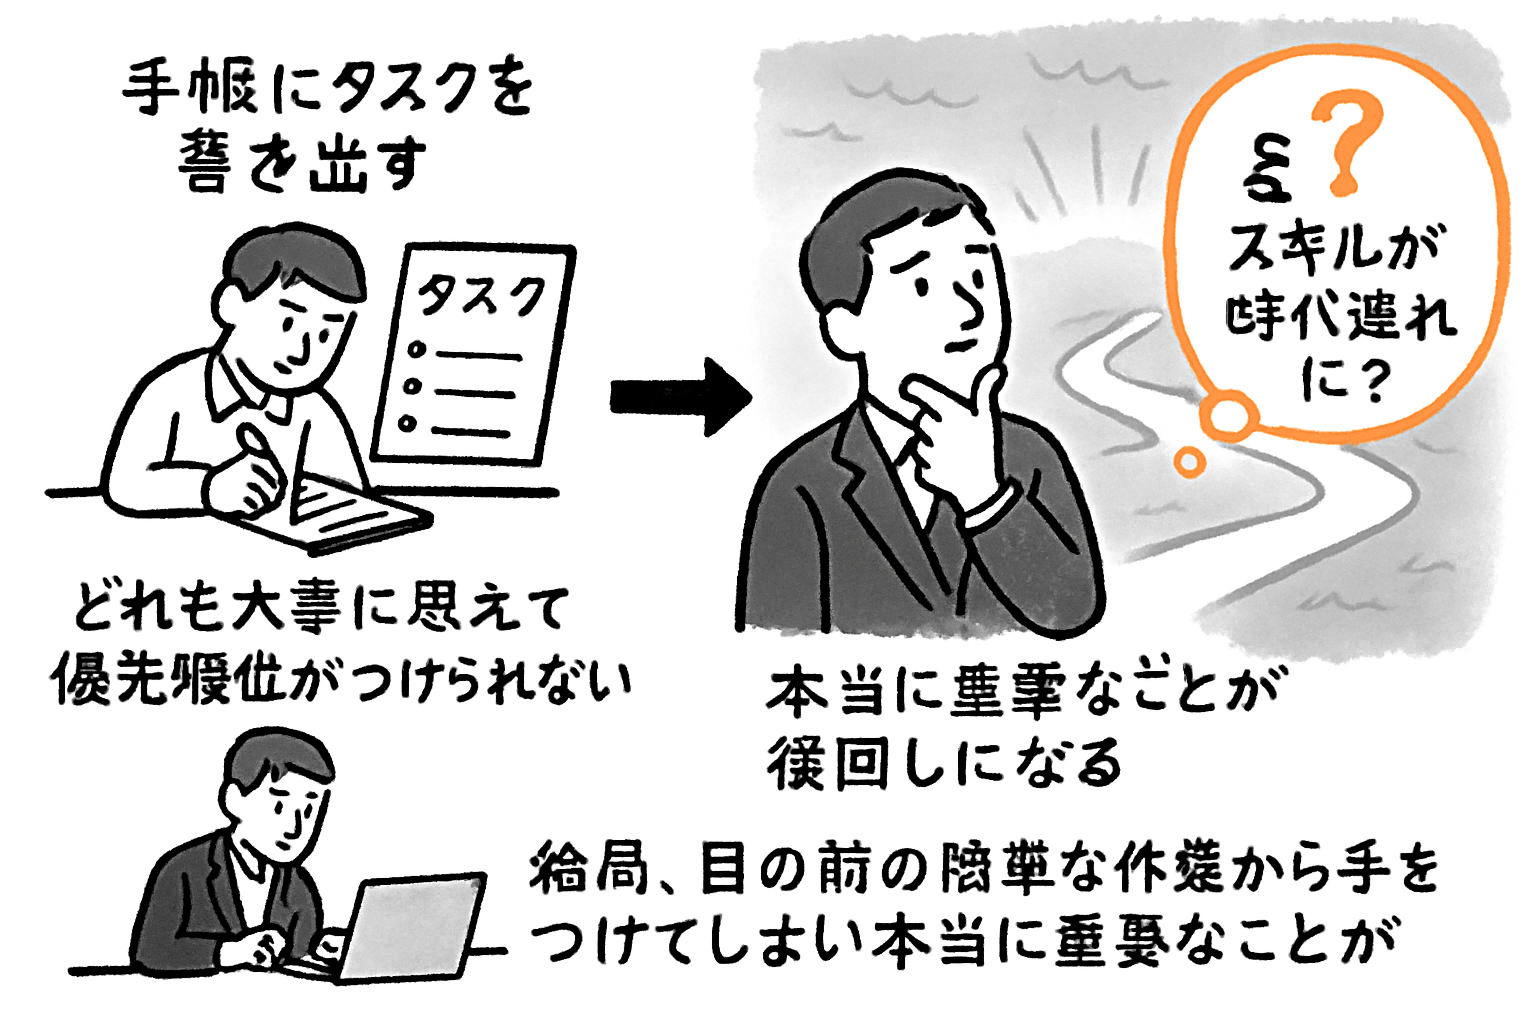 手帳にタスクを
書き出す
タスク
どれも大事に思えて
優先順位がつけられない
?
スキルが
時代遅れ
に?
本当に重要なことが
後回しになる
結局、目の前の簡単な作業から手を
つけてしまい本当に重要なことが